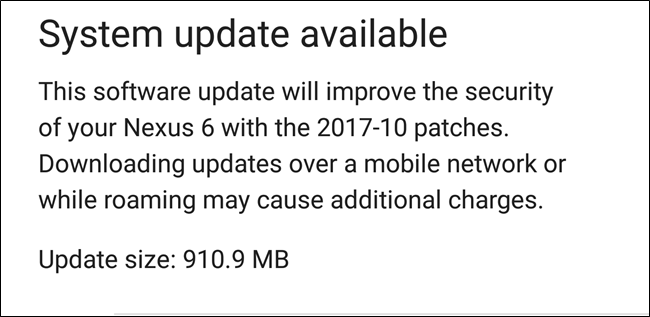 System update available
This software update will improve the security
of your Nexus 6 with the 2017-10 patches.
Downloading updates over a mobile network or
while roaming may cause additional charges.
Update size: 910.9 MB